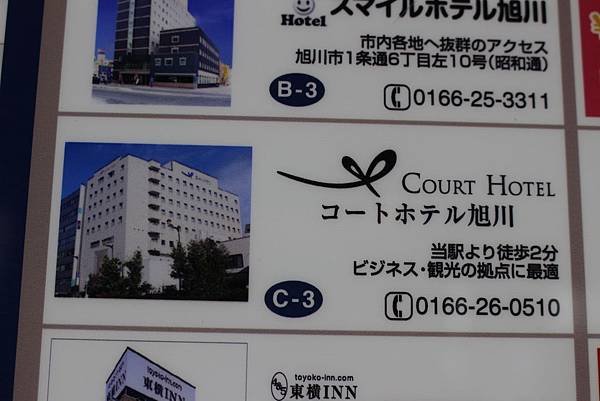 Hotel スマイルホテル旭川
市内各地へ抜群のアクセス
旭川市1条通6丁目左10号(昭和通)
B-3 0166-25-3311
COURT HOTEL
コートホテル旭川
当駅より徒歩2分
ビジネス・観光の拠点に最適
C-3 0166-26-0510
toyoko-inn.com
東横INN
toyoko-inn.com
東横INN